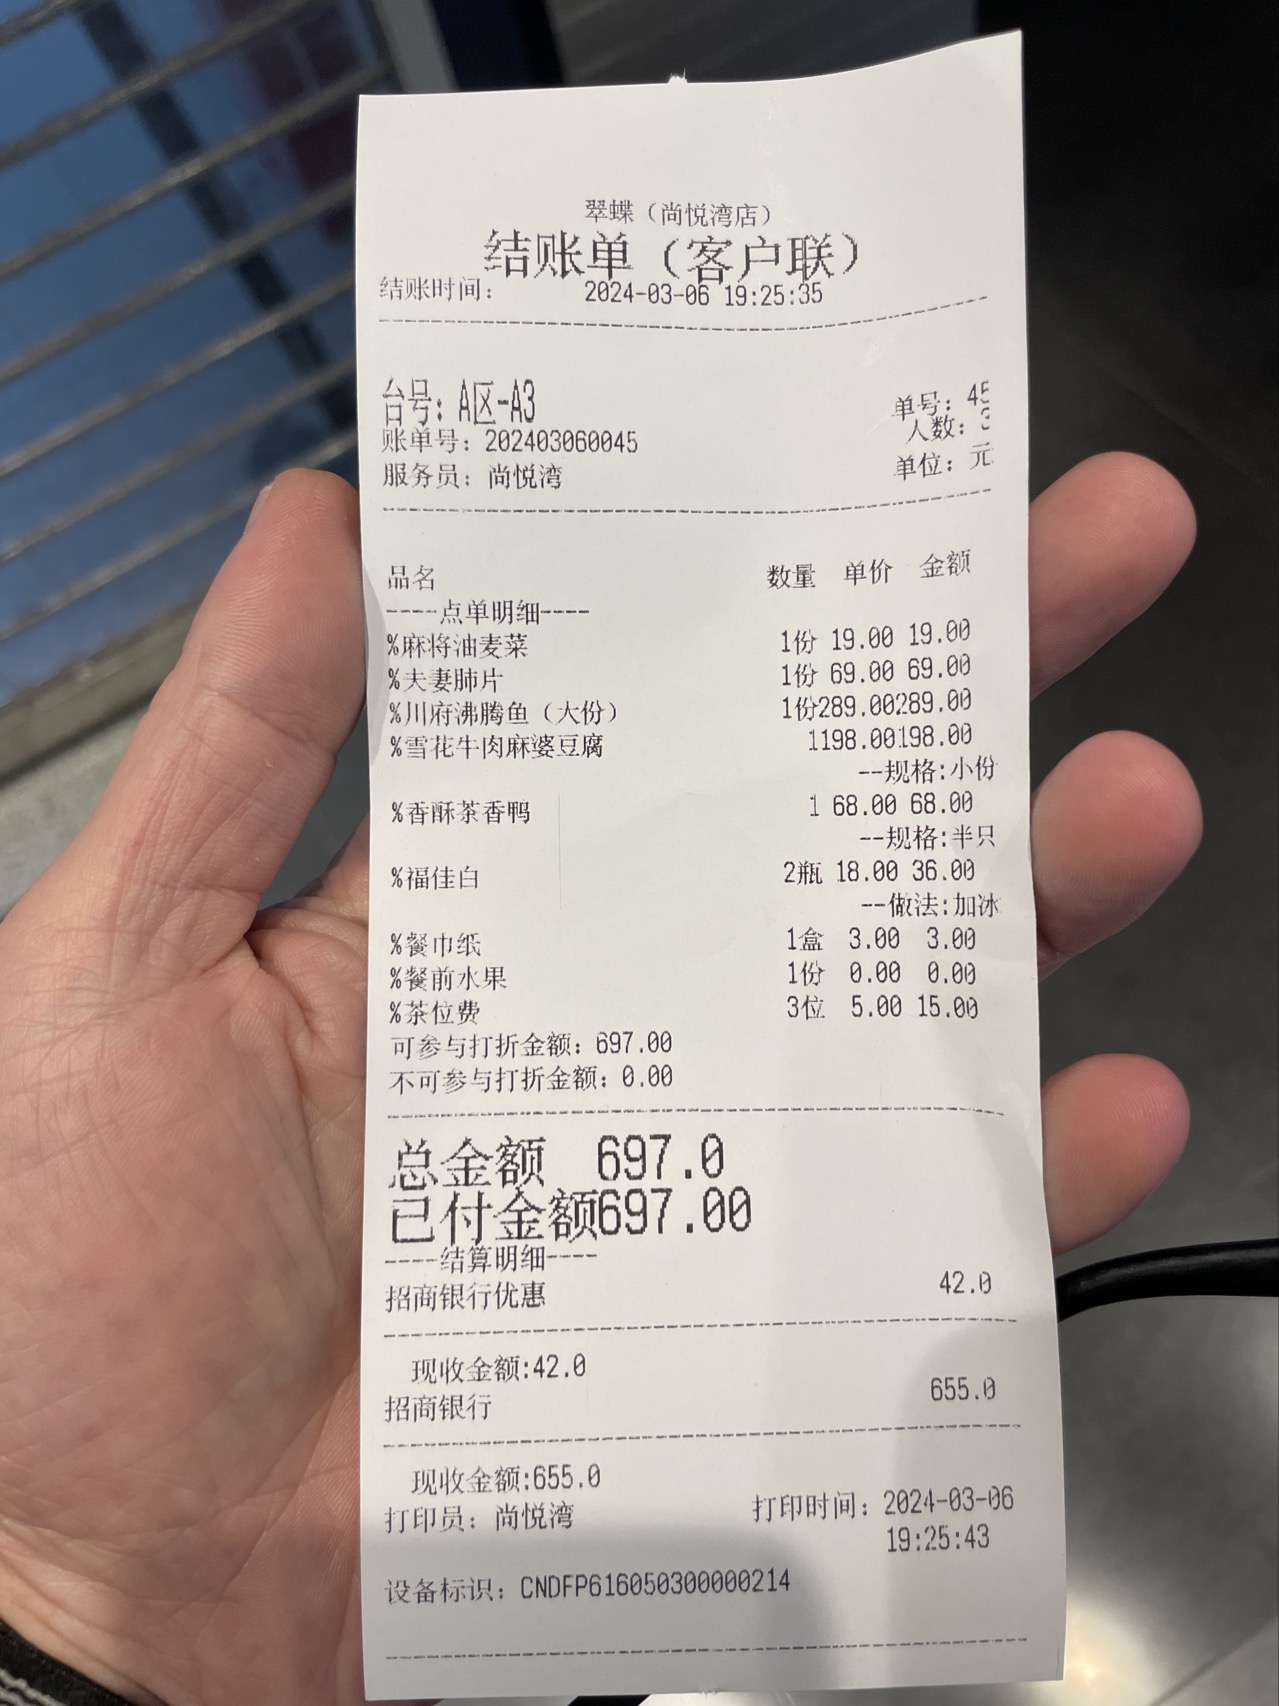 翠蝶（尚悦湾店）
结账单（客户联）
结账时间： 2024-03-06 19:25:35
台号：A区-A3 单号：45
账单号：202403060045 人数：
服务员：尚悦湾 单位：元
品名 数量 单价 金额
----点单明细----
%麻将油麦菜 1份 19.00 19.00
%夫妻肺片 1份 69.00 69.00
%川府沸腾鱼（大份） 1份289.00289.00
%雪花牛肉麻婆豆腐 1198.00198.00
--规格:小份
%香酥茶香鸭 1 68.00 68.00
--规格:半只
%福佳白 2瓶 18.00 36.00
--做法:加冰
%餐巾纸 1盒 3.00 3.00
%餐前水果 1份 0.00 0.00
%茶位费 3位 5.00 15.00
可参与打折金额：697.00
不可参与打折金额：0.00
总金额 697.0
已付金额697.00
----结算明细----
招商银行优惠 42.0
现收金额:42.0
招商银行 655.0
现收金额:655.0
打印员：尚悦湾 打印时间：2024-03-06
19:25:43
设备标识：CNDFP616050300000214